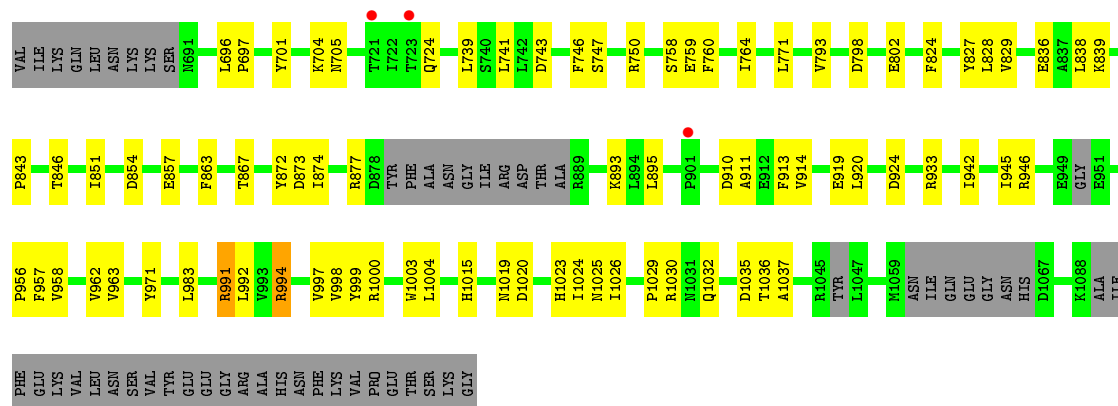 VAL ILE LYS GLN LEU ASN LYS LYS SER N691 L696 P697 Y701 K704 N705 T721 I722 T723 Q724 L739 S740 L741 L742 D743 F746 S747 R750 S758 E759 F760 I764 L771 V793 D798 E802 F824 Y827 L828 V829 E836 A837 L838 K839
P843 T846 I851 D854 E857 F863 T867 Y872 D873 I874 R877 D878 TYR PHE ALA ASN GLY ILE ARG ASP THR ALA R889 K893 L894 L895 P901 D910 A911 E912 F913 V914 E919 L920 D924 R933 I942 I945 R946 E949 GLY E951
P956 F957 V958 V962 V963 Y971 L983 R991 L992 V993 R994 V997 V998 Y999 R1000 W1003 L1004 H1015 N1019 D1020 H1023 I1024 N1025 I1026 P1029 R1030 N1031 Q1032 D1035 T1036 A1037 R1045 TYR L1047 M1059 ASN ILE GLN GLU GLY ASN HIS D1067 K1088 ALA ILE
PHE GLU LYS VAL LEU ASN SER VAL TYR GLU GLU GLY ARG ALA HIS ASN PHE LYS VAL PRO GLU THR SER LYS GLY